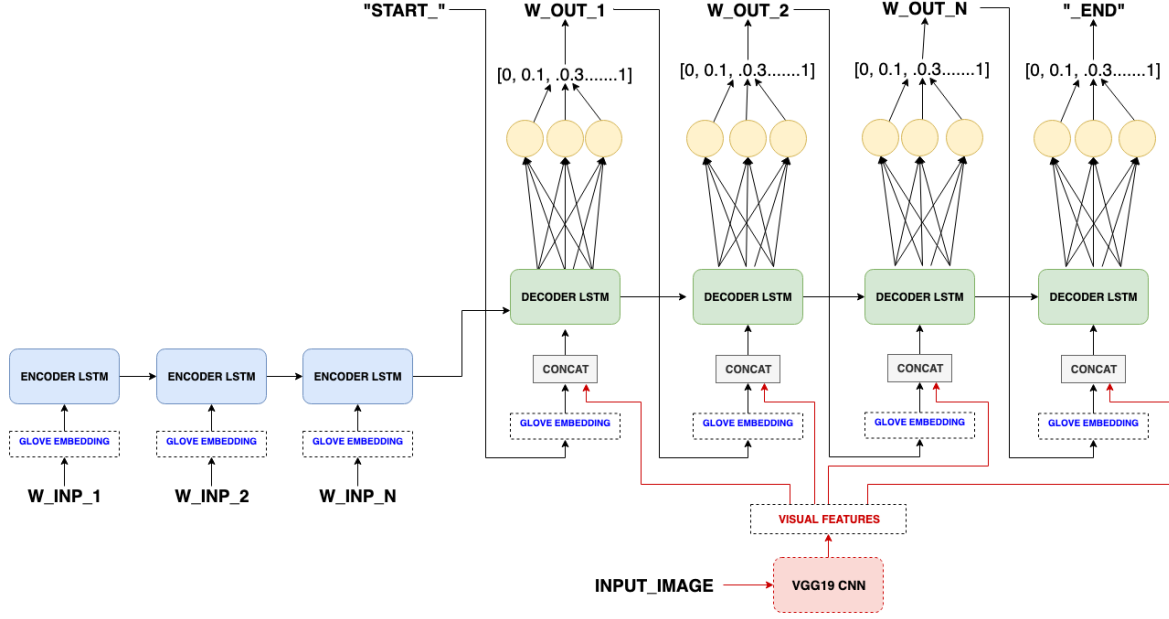 "START_" W_OUT_1 W_OUT_2 W_OUT_N "_END"
[0, 0.1, .0.3.......1] [0, 0.1, .0.3.......1] [0, 0.1, .0.3.......1] [0, 0.1, .0.3.......1]
DECODER LSTM DECODER LSTM DECODER LSTM DECODER LSTM
ENCODER LSTM ENCODER LSTM ENCODER LSTM CONCAT CONCAT CONCAT CONCAT
GLOVE EMBEDDING GLOVE EMBEDDING GLOVE EMBEDDING GLOVE EMBEDDING
GLOVE EMBEDDING GLOVE EMBEDDING GLOVE EMBEDDING
W_INP_1 W_INP_2 W_INP_N
VISUAL FEATURES
INPUT_IMAGE VGG19 CNN